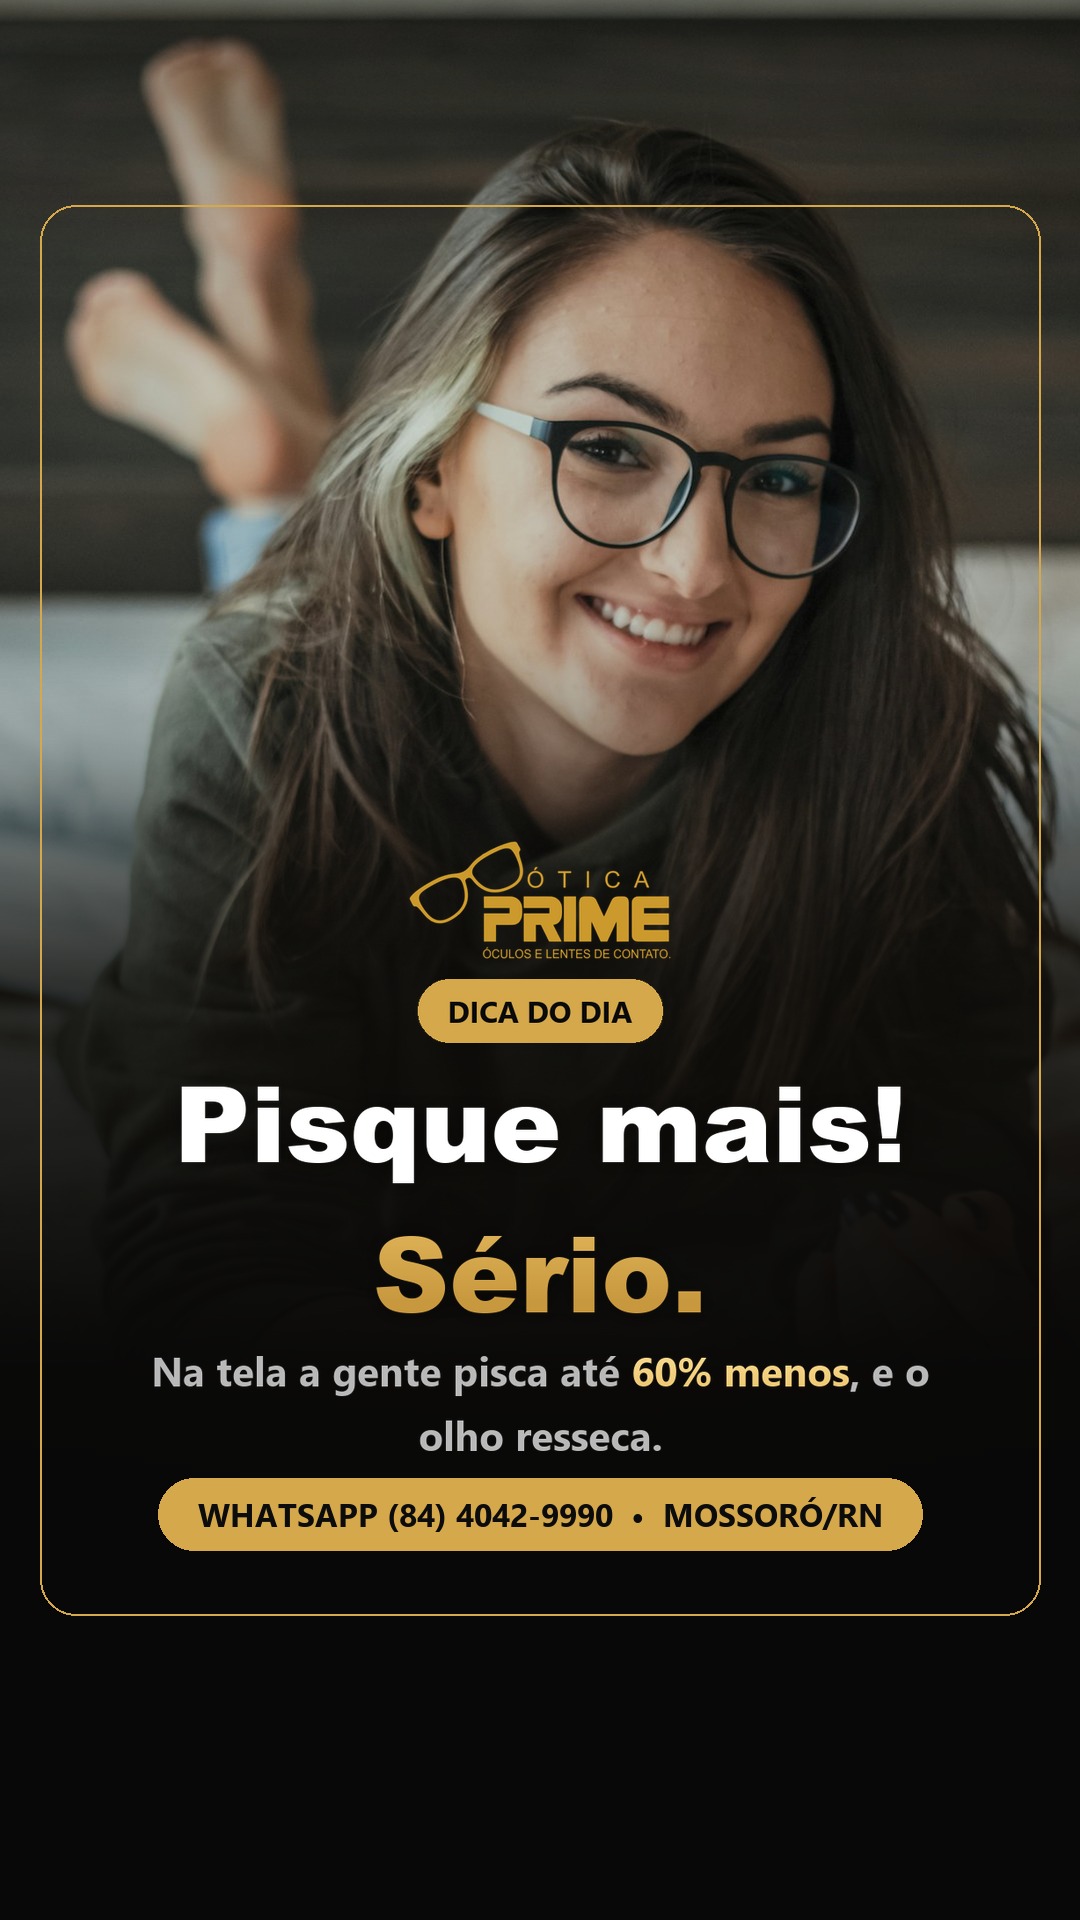 ÓTICA
PRIME
ÓCULOS E LENTES DE CONTATO.
DICA DO DIA
Pisque mais!
Sério.
Na tela a gente pisca até 60% menos, e o
olho resseca.
WHATSAPP (84) 4042-9990 • MOSSORÓ/RN